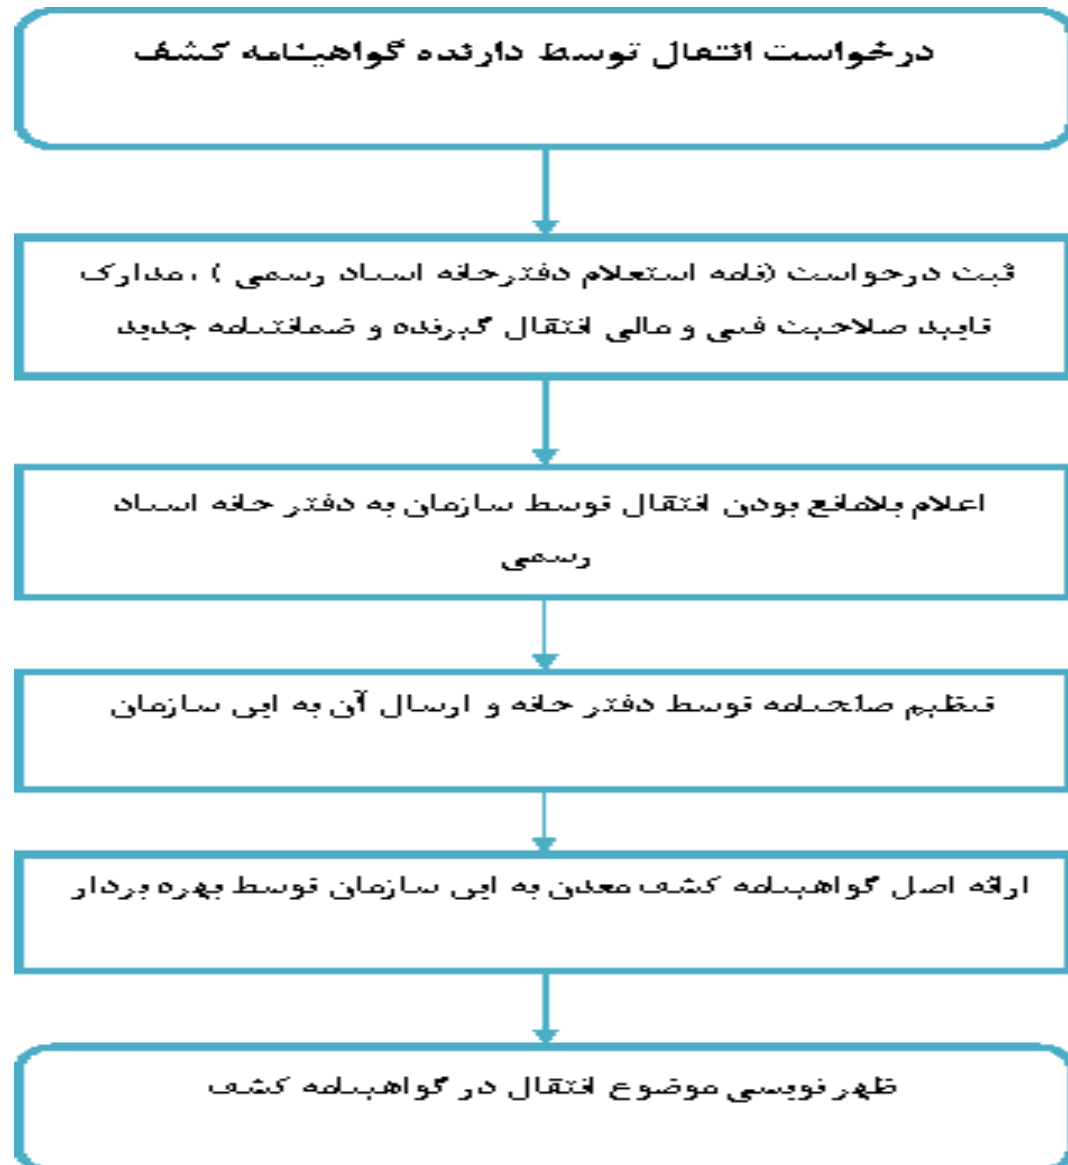 درخواست انتقال توسط دارنده گواهینامه کشف
ثبت درخواست (نامه استعلام دفترخانه اسناد رسمی ) ، مدارک
تایید صلاحیت فنی و مالی انتقال گیرنده و ضمانتنامه جدید
اعلام بلامانع بودن انتقال توسط سازمان به دفتر خانه اسناد
رسمی
تنظیم صلحنامه توسط دفتر خانه و ارسال آن به این سازمان
ارائه اصل گواهینامه کشف معدن به این سازمان توسط بهره بردار
ظهرنویسی موضوع انتقال در گواهینامه کشف